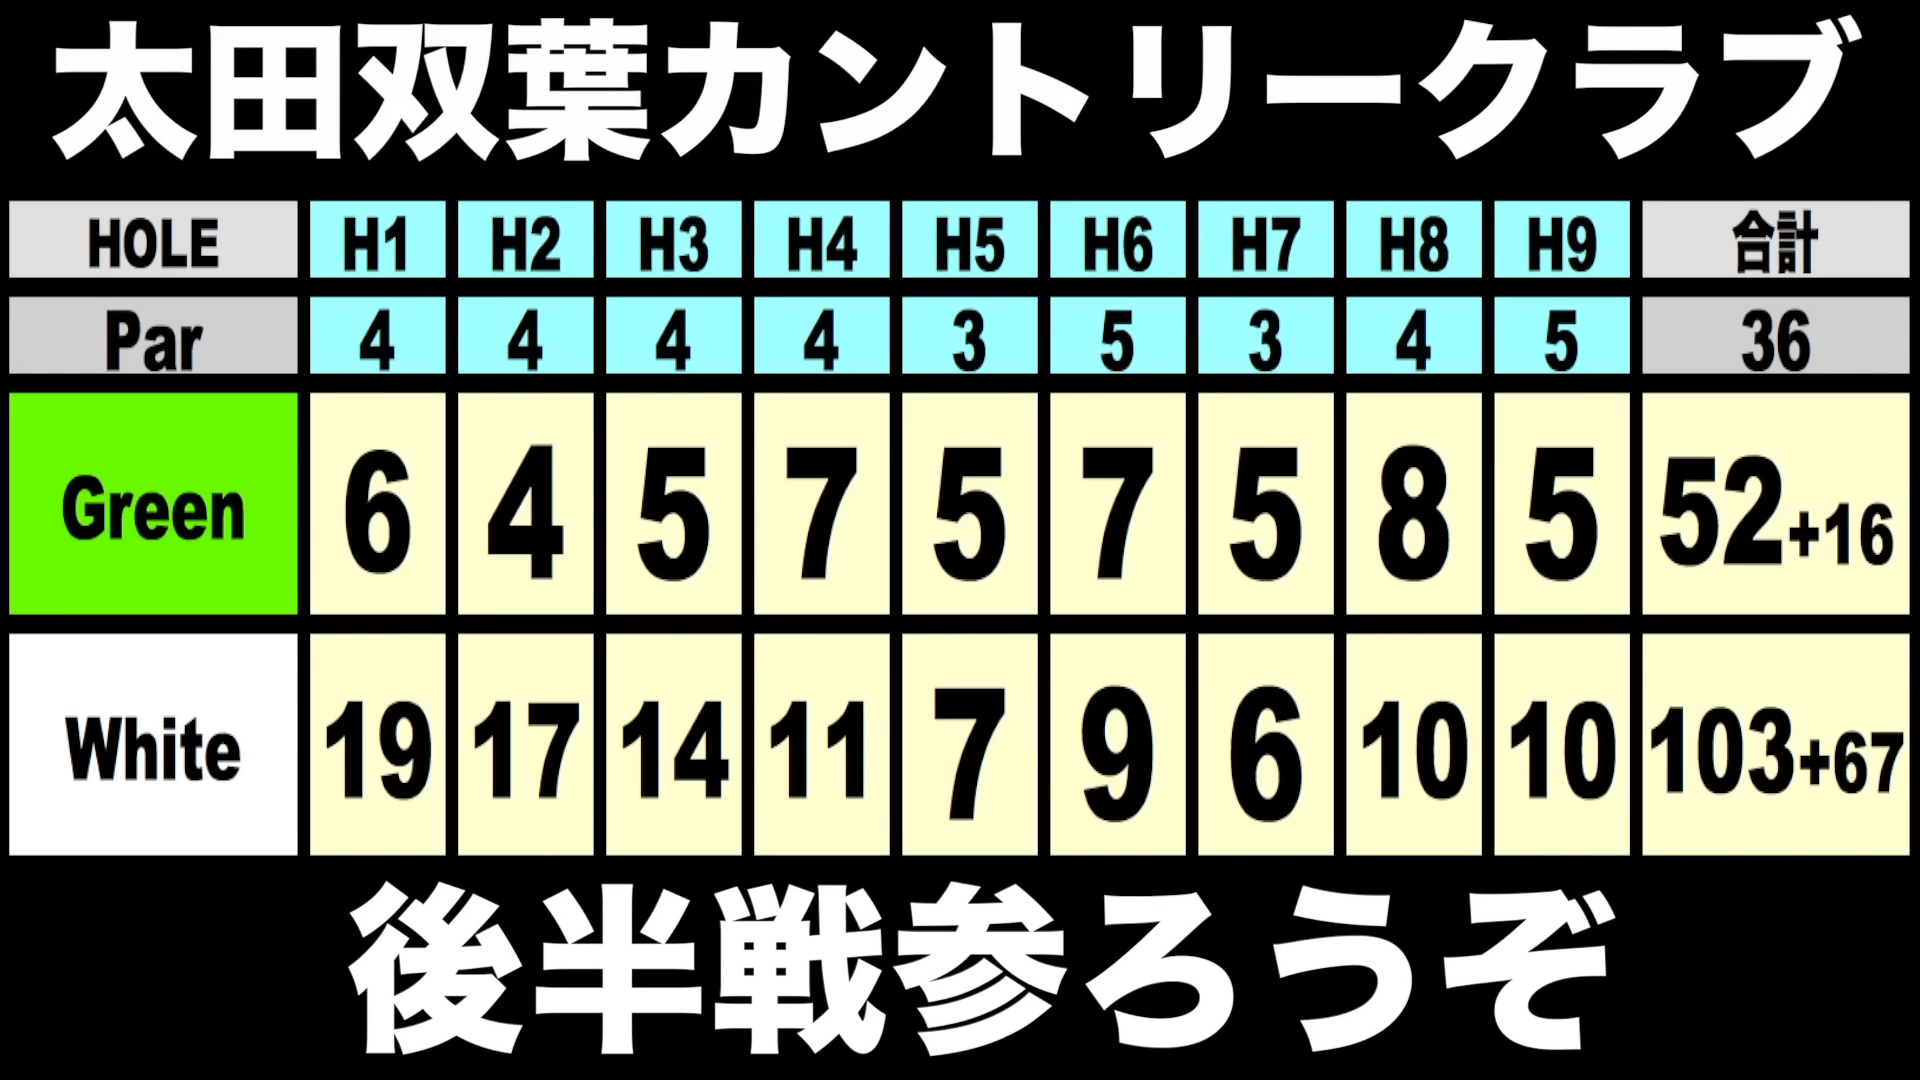 太田双葉カントリークラブ
HOLE H1 H2 H3 H4 H5 H6 H7 H8 H9 合計
Par 4 4 4 4 3 5 3 4 5 36
Green 6 4 5 7 5 7 5 8 5 52+16
White 19 17 14 11 7 9 6 10 10 103+67
後半戦参ろうぞ